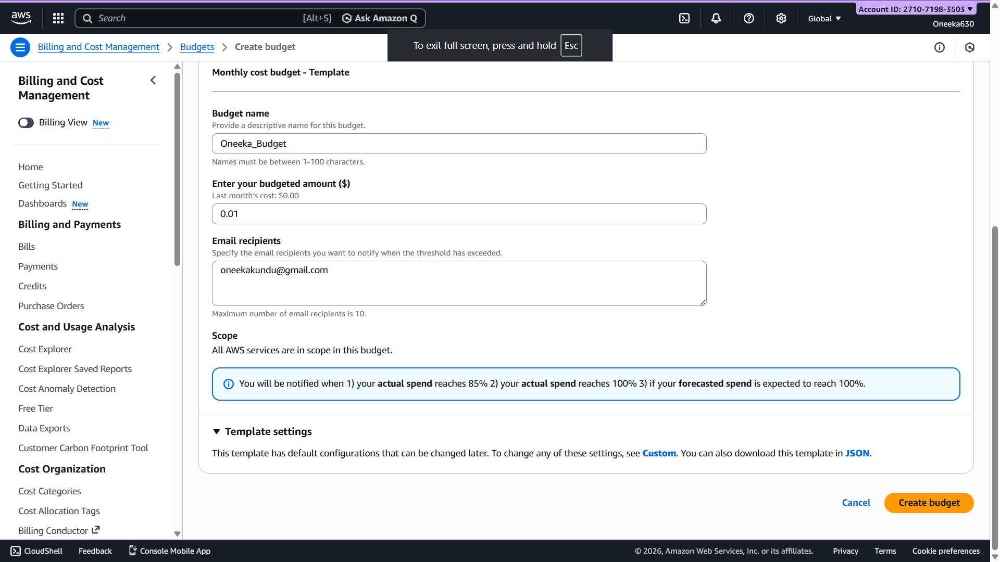 aws
Search
[Alt+S]
Ask Amazon Q
Global
Account ID: 2710-7198-3503
Oneeka630
Billing and Cost Management
Budgets
Create budget
To exit full screen, press and hold Esc
Billing and Cost
Management
Billing View New
Home
Getting Started
Dashboards New
Billing and Payments
Bills
Payments
Credits
Purchase Orders
Cost and Usage Analysis
Cost Explorer
Cost Explorer Saved Reports
Cost Anomaly Detection
Free Tier
Data Exports
Customer Carbon Footprint Tool
Cost Organization
Cost Categories
Cost Allocation Tags
Billing Conductor
Monthly cost budget - Template
Budget name
Provide a descriptive name for this budget.
Oneeka_Budget
Names must be between 1-100 characters.
Enter your budgeted amount ($)
Last month's cost: $0.00
0.01
Email recipients
Specify the email recipients you want to notify when the threshold has exceeded.
oneekakundu@gmail.com
Maximum number of email recipients is 10.
Scope
All AWS services are in scope in this budget.
You will be notified when 1) your actual spend reaches 85% 2) your actual spend reaches 100% 3) if your forecasted spend is expected to reach 100%.
Template settings
This template has default configurations that can be changed later. To change any of these settings, see Custom. You can also download this template in JSON.
Cancel
Create budget
CloudShell
Feedback
Console Mobile App
© 2026, Amazon Web Services, Inc. or its affiliates.
Privacy
Terms
Cookie preferences